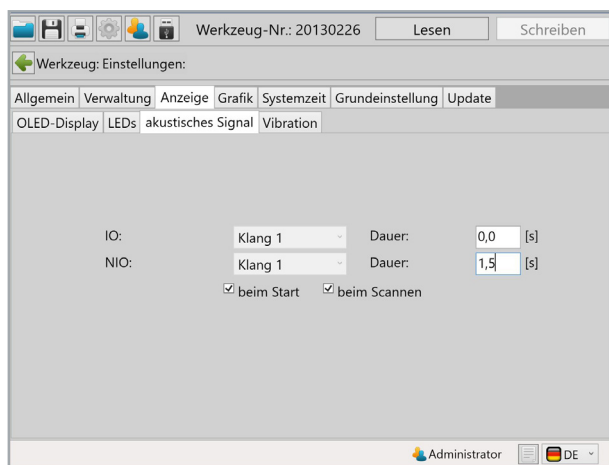 Werkzeug-Nr.: 20130226 Lesen Schreiben
Werkzeug: Einstellungen:
Allgemein Verwaltung Anzeige Grafik Systemzeit Grundeinstellung Update
OLED-Display LEDs akustisches Signal Vibration
IO: Klang 1 Dauer: 0,0 [s]
NIO: Klang 1 Dauer: 1,5 [s]
beim Start beim Scannen
Administrator DE